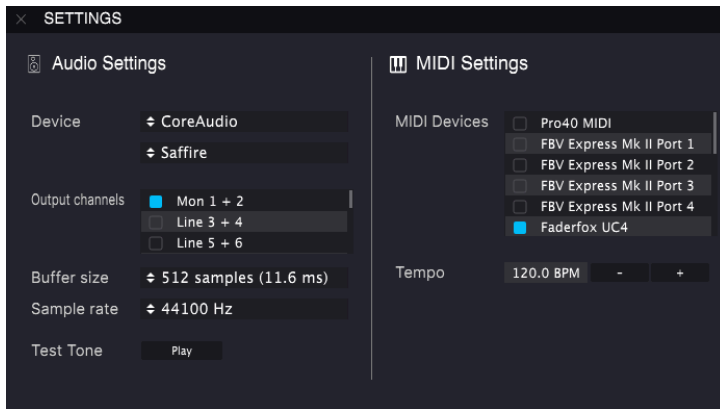 × SETTINGS
Audio Settings
Device
CoreAudio
Saffire
Output channels
Mon 1 + 2
Line 3 + 4
Line 5 + 6
Buffer size
512 samples (11.6 ms)
Sample rate
44100 Hz
Test Tone
Play
MIDI Settings
MIDI Devices
Pro40 MIDI
FBV Express Mk II Port 1
FBV Express Mk II Port 2
FBV Express Mk II Port 3
FBV Express Mk II Port 4
Faderfox UC4
Tempo
120.0 BPM - +